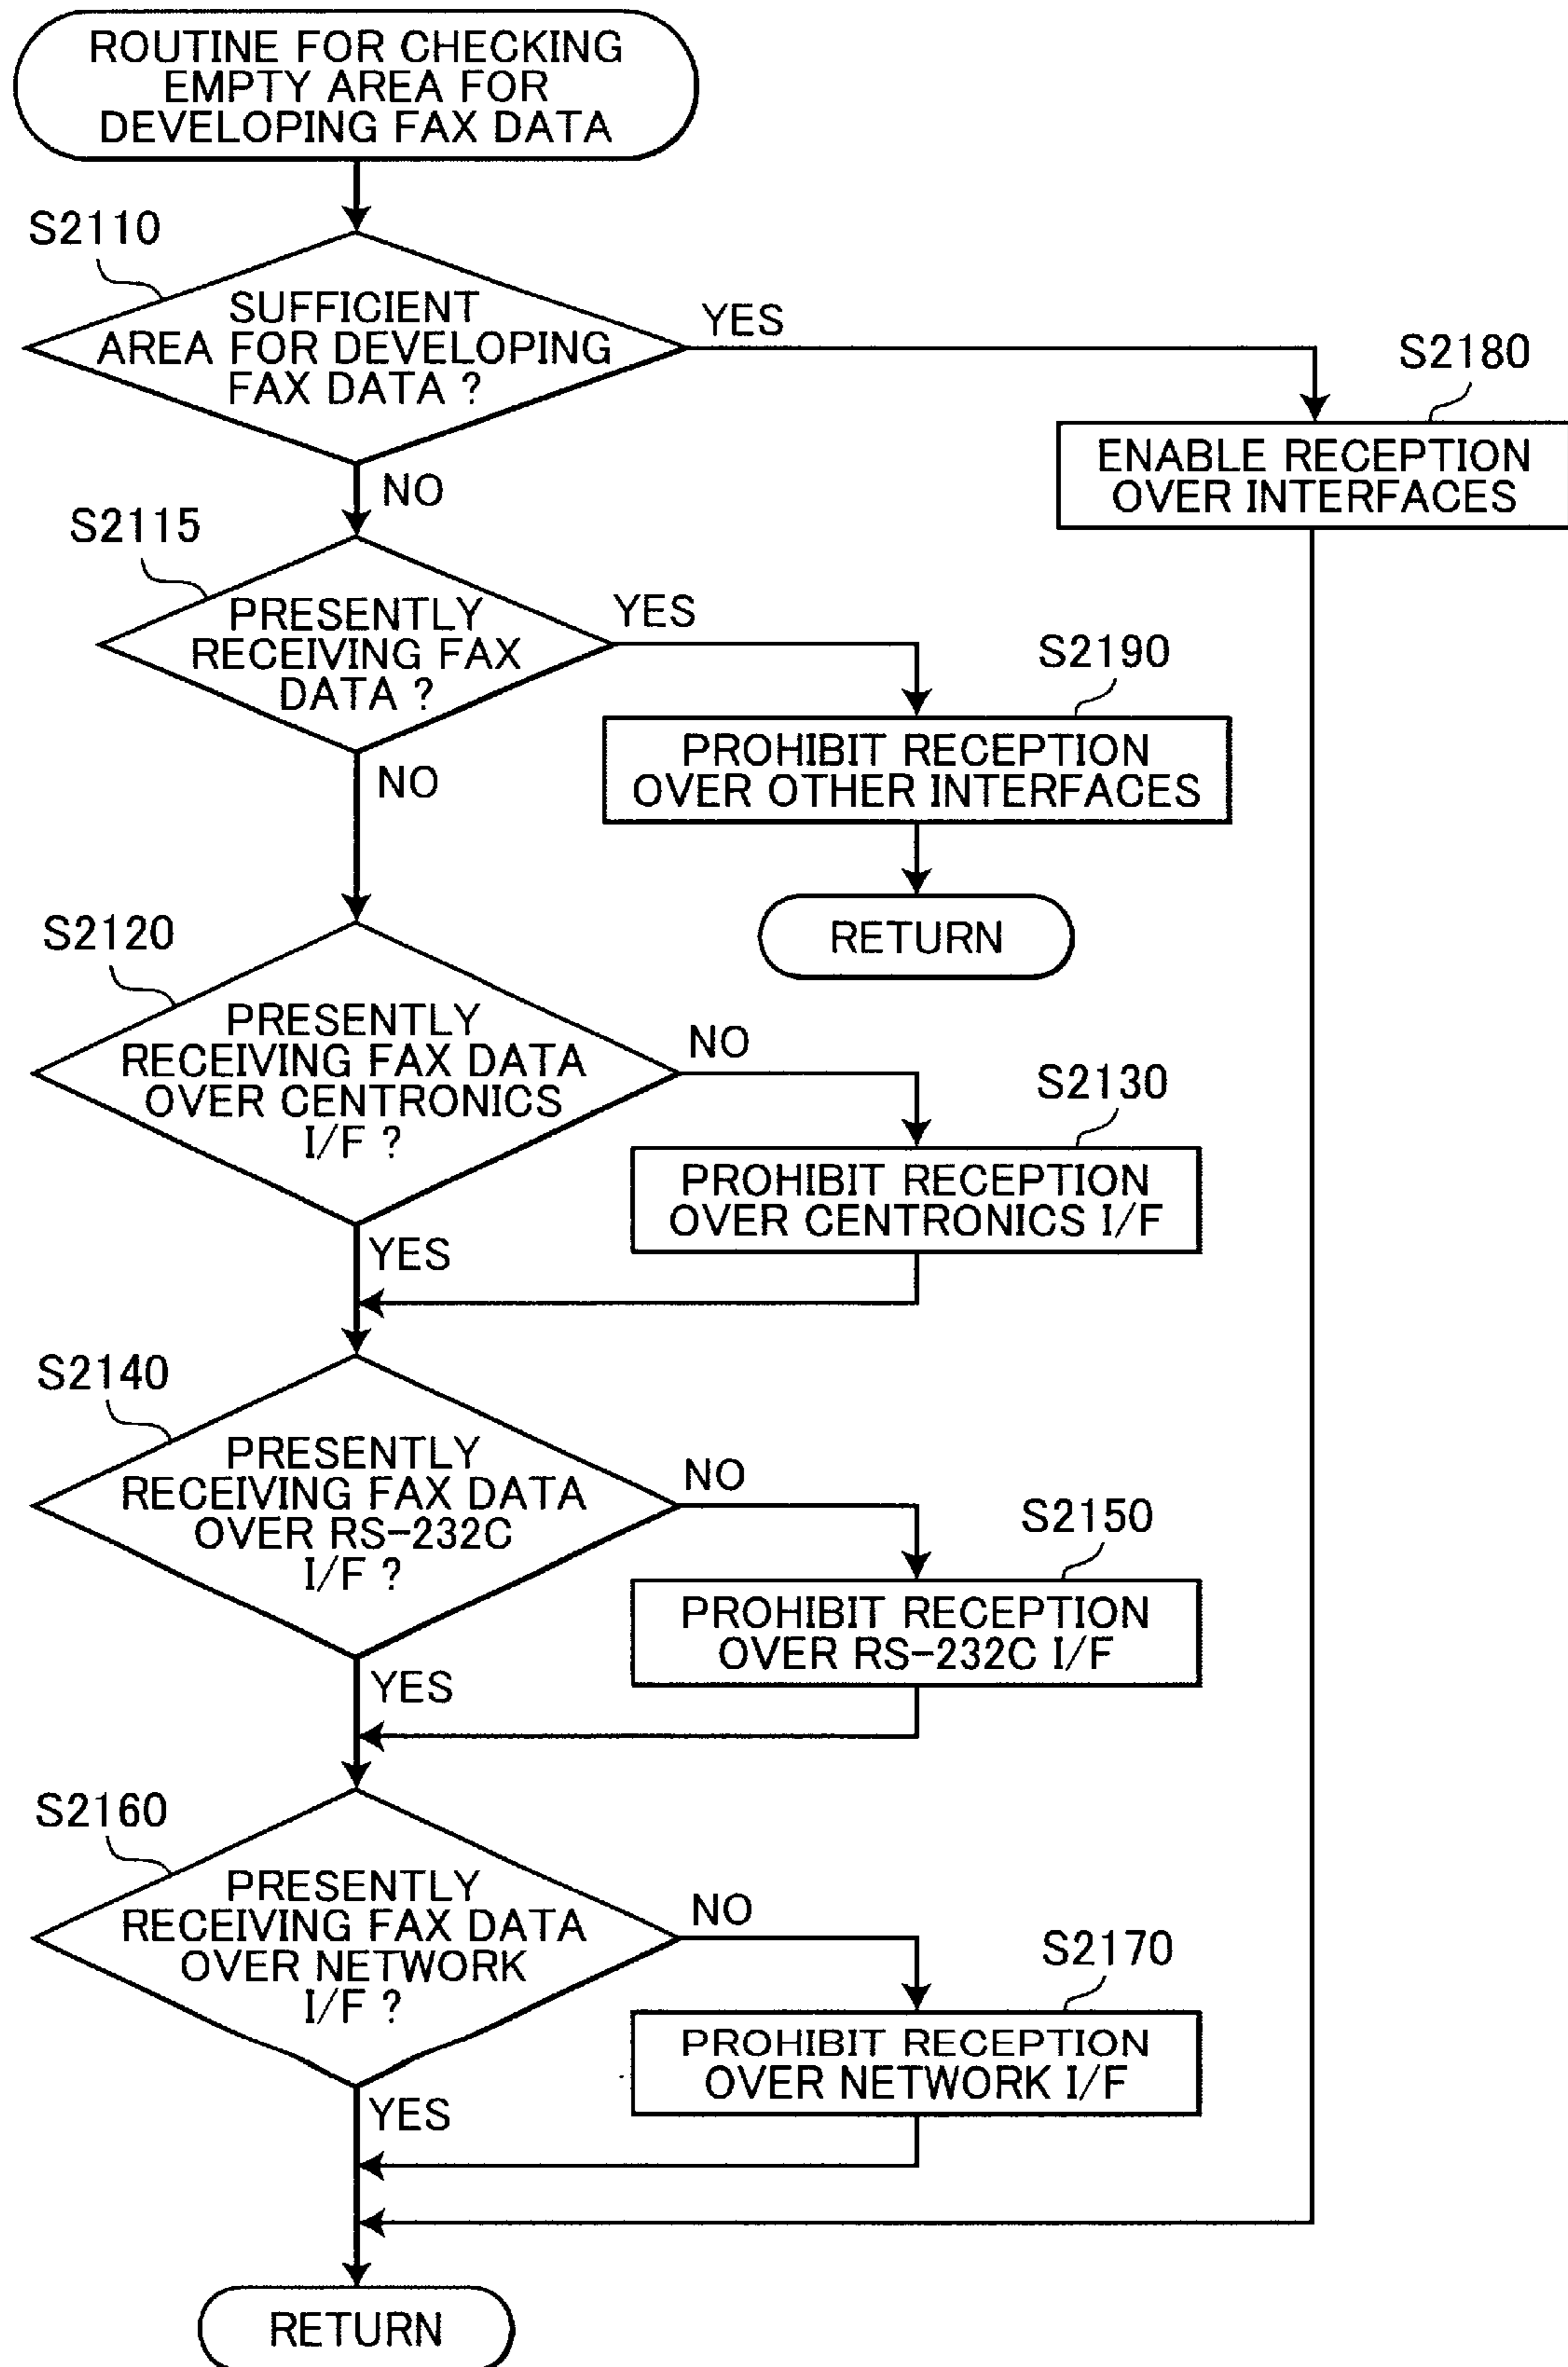 ROUTINE FOR CHECKING
EMPTY AREA FOR
DEVELOPING FAX DATA
S2110
SUFFICIENT
AREA FOR DEVELOPING
FAX DATA ?
YES
NO
S2180
ENABLE RECEPTION
OVER INTERFACES
S2115
PRESENTLY
RECEIVING FAX
DATA ?
YES
NO
S2190
PROHIBIT RECEPTION
OVER OTHER INTERFACES
RETURN
S2120
PRESENTLY
RECEIVING FAX DATA
OVER CENTRONICS
I/F ?
NO
YES
S2130
PROHIBIT RECEPTION
OVER CENTRONICS I/F
S2140
PRESENTLY
RECEIVING FAX DATA
OVER RS-232C
I/F ?
NO
YES
S2150
PROHIBIT RECEPTION
OVER RS-232C I/F
S2160
PRESENTLY
RECEIVING FAX DATA
OVER NETWORK
I/F ?
NO
YES
S2170
PROHIBIT RECEPTION
OVER NETWORK I/F
RETURN